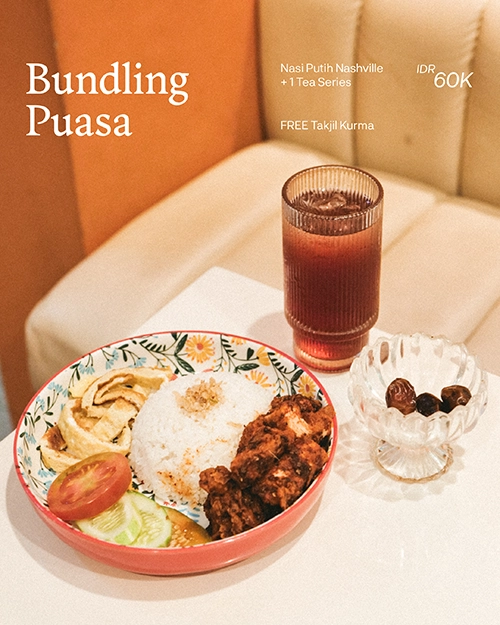 Bundling
Puasa
Nasi Putih Nashville
+ 1 Tea Series
FREE Takjil Kurma
IDR
60K